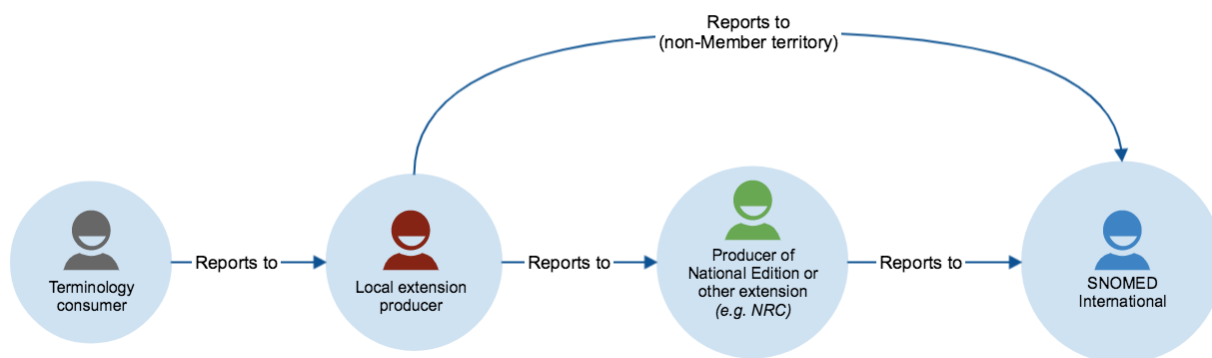 Reports to
(non-Member territory)
Terminology
consumer
Reports to
Local extension
producer
Reports to
Producer of
National Edition or
other extension
(e.g. NRC)
Reports to
SNOMED
International